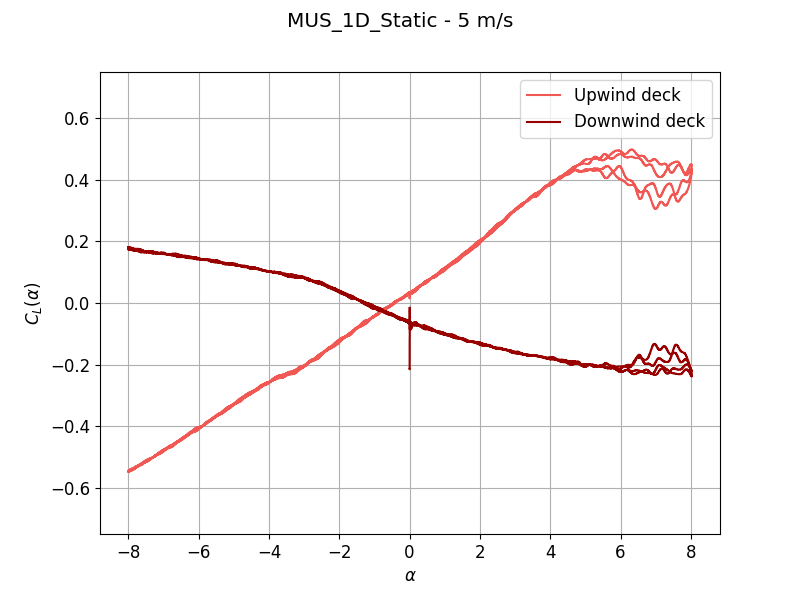 MUS_1D_Static - 5 m/s
Upwind deck
Downwind deck
0.6
0.4
0.2
0.0
−0.2
−0.4
−0.6
C_L(α)
−8 −6 −4 −2 0 2 4 6 8
α